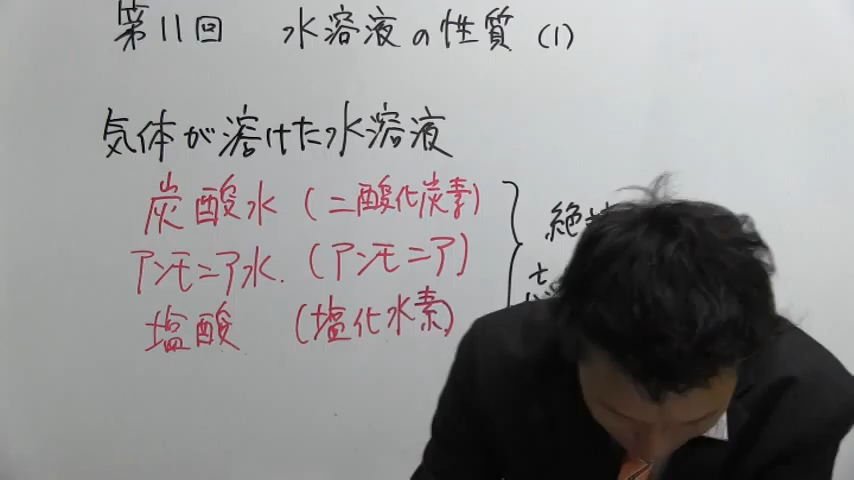 第11回 水溶液の性質(1)
気体が溶けた水溶液
炭酸水(二酸化炭素)
アンモニア水.(アンモニア)
塩酸(塩化水素)
絶